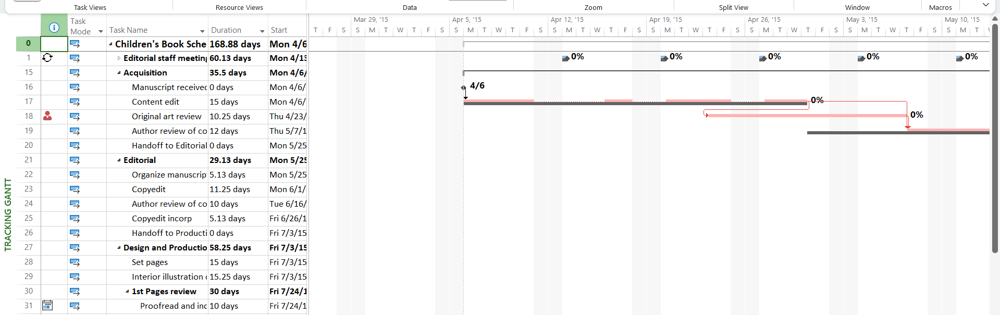 Task Views Resource Views Data Zoom Split View Window Macros
Task Mode Task Name Duration Start
Mar 29, '15 Apr 5, '15 Apr 12, '15 Apr 19, '15 Apr 26, '15 May 3, '15 May 10, '15
T F S S M T W T F S S M T W T F S S M T W T F S S M T W T F S S M T W T F S S M T W T F S S M T W
0 Children's Book Sche 168.88 days Mon 4/6
1 Editorial staff meeting 60.13 days Mon 4/13 0% 0% 0% 0% 0%
15 Acquisition 35.5 days Mon 4/6/
16 Manuscript received 0 days Mon 4/6/ 4/6
17 Content edit 15 days Mon 4/6/ 0%
18 Original art review 10.25 days Thu 4/23/ 0%
19 Author review of co 12 days Thu 5/7/1
20 Handoff to Editorial 0 days Mon 5/25
21 Editorial 29.13 days Mon 5/25
22 Organize manuscrip 5.13 days Mon 5/25
23 Copyedit 11.25 days Mon 6/1/
24 Author review of co 10 days Tue 6/16/
25 Copyedit incorp 5.13 days Fri 6/26/1
26 Handoff to Producti 0 days Fri 7/3/15
27 Design and Productio 58.25 days Fri 7/3/15
28 Set pages 15 days Fri 7/3/15
29 Interior illustration 15.25 days Fri 7/3/15
30 1st Pages review 30 days Fri 7/24/1
31 Proofread and ind 10 days Fri 7/24/1
TRACKING GANTT